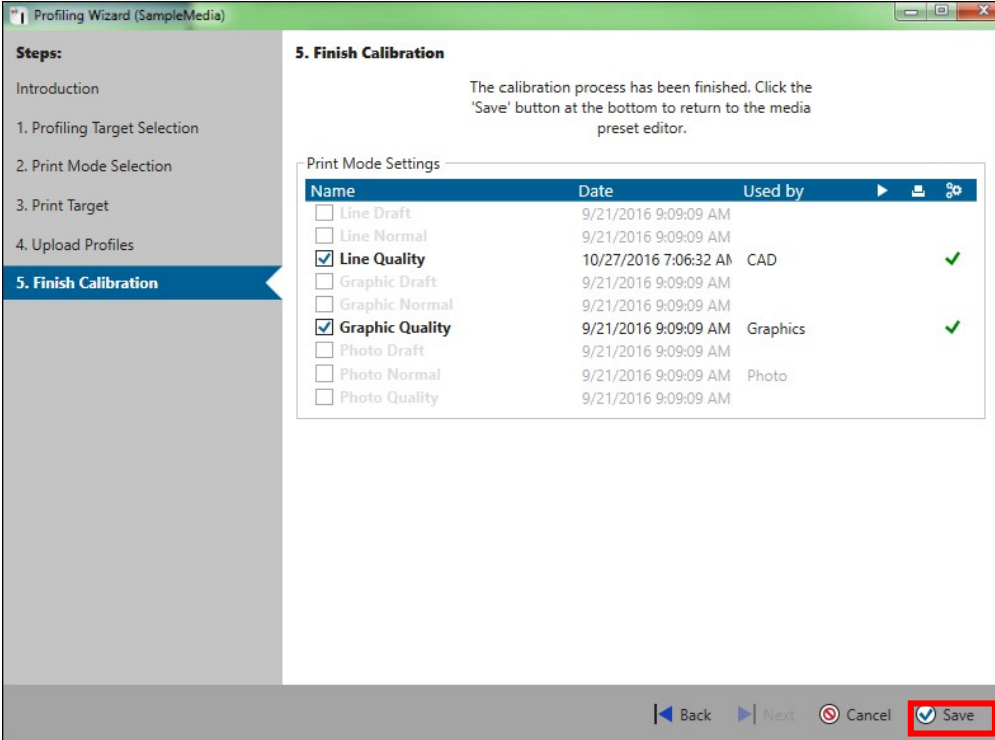 Profiling Wizard (SampleMedia)
Steps:
Introduction
1. Profiling Target Selection
2. Print Mode Selection
3. Print Target
4. Upload Profiles
5. Finish Calibration
5. Finish Calibration
The calibration process has been finished. Click the
'Save' button at the bottom to return to the media
preset editor.
Print Mode Settings
Name Date Used by
Line Draft 9/21/2016 9:09:09 AM
Line Normal 9/21/2016 9:09:09 AM
Line Quality 10/27/2016 7:06:32 AM CAD
Graphic Draft 9/21/2016 9:09:09 AM
Graphic Normal 9/21/2016 9:09:09 AM
Graphic Quality 9/21/2016 9:09:09 AM Graphics
Photo Draft 9/21/2016 9:09:09 AM
Photo Normal 9/21/2016 9:09:09 AM Photo
Photo Quality 9/21/2016 9:09:09 AM
Back Next Cancel Save